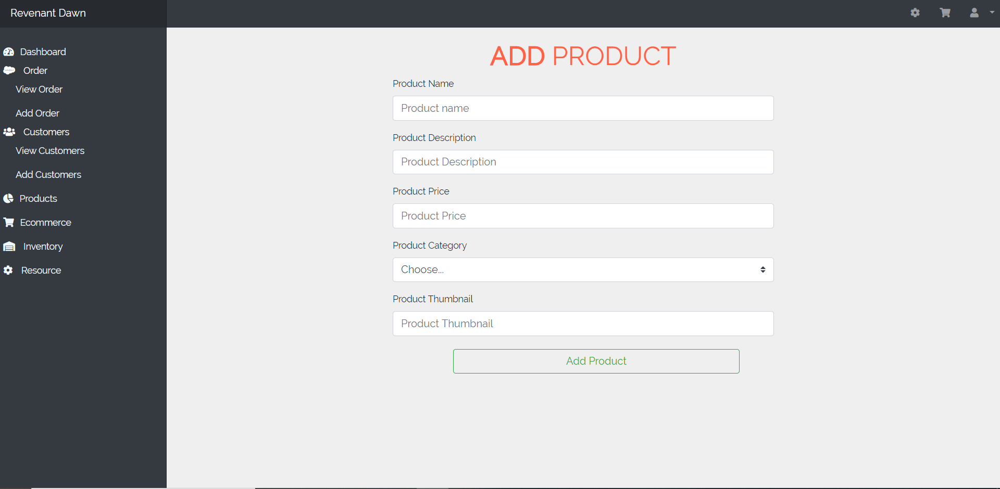 Revenant Dawn
Dashboard
Order
View Order
Add Order
Customers
View Customers
Add Customers
Products
Ecommerce
Inventory
Resource
ADD PRODUCT
Product Name
Product name
Product Description
Product Description
Product Price
Product Price
Product Category
Choose...
Product Thumbnail
Product Thumbnail
Add Product